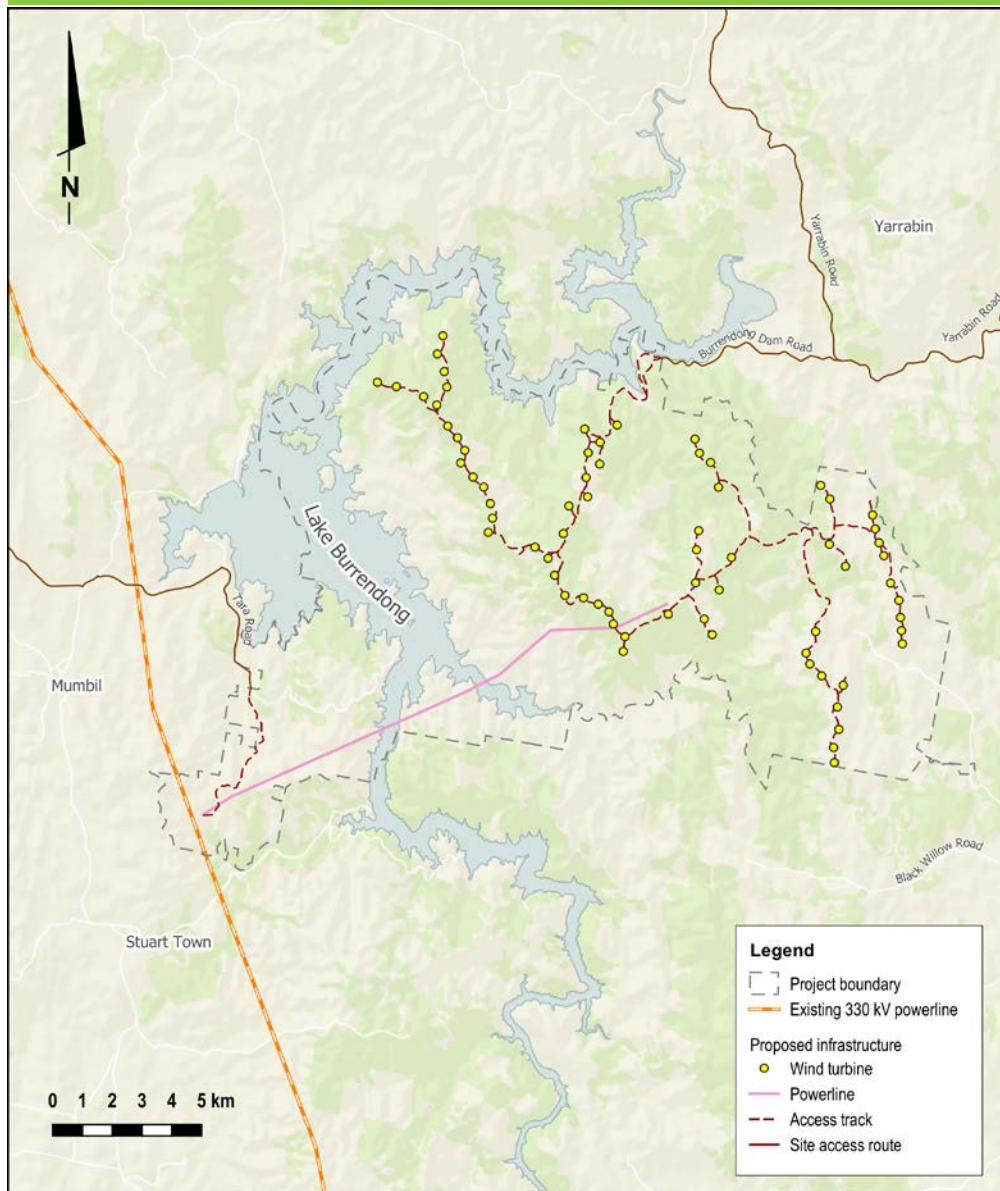 N
Yarrabin
Yarrabin Road
Yarrabin Road
Burrendong Dam Road
Lake Burrendong
Tara Road
Mumbil
Black Willow Road
Stuart Town
0 1 2 3 4 5 km
Legend
Project boundary
Existing 330 kV powerline
Proposed infrastructure
Wind turbine
Powerline
Access track
Site access route